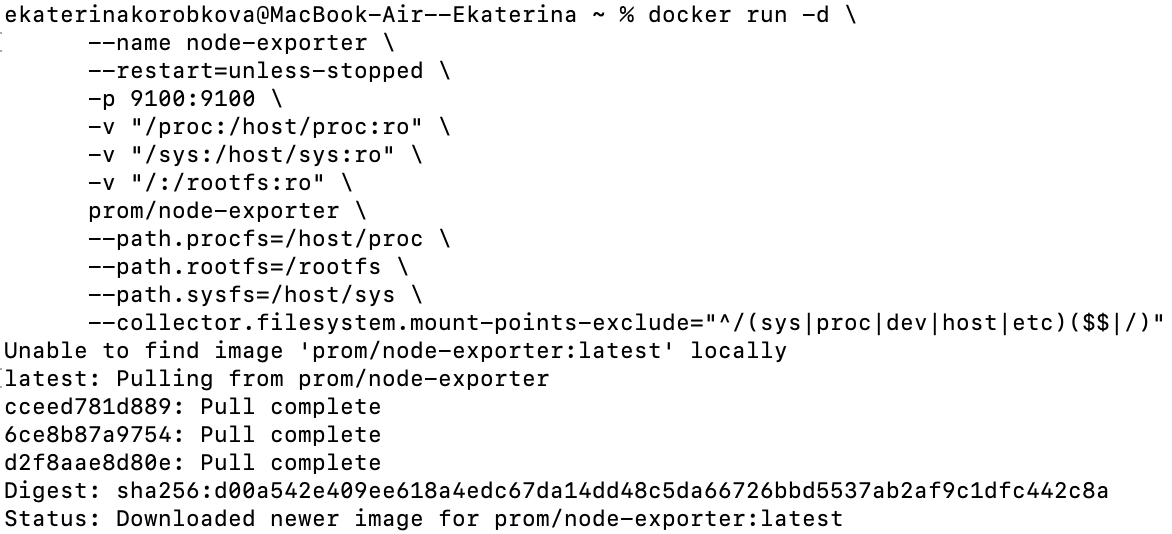 ekaterinakorobkova@MacBook-Air--Ekaterina ~ % docker run -d \
--name node-exporter \
--restart=unless-stopped \
-p 9100:9100 \
-v "/proc:/host/proc:ro" \
-v "/sys:/host/sys:ro" \
-v "/:/rootfs:ro" \
prom/node-exporter \
--path.procfs=/host/proc \
--path.rootfs=/rootfs \
--path.sysfs=/host/sys \
--collector.filesystem.mount-points-exclude="^/(sys|proc|dev|host|etc)($$|/)"
Unable to find image 'prom/node-exporter:latest' locally
latest: Pulling from prom/node-exporter
cceed781d889: Pull complete
6ce8b87a9754: Pull complete
d2f8aae8d80e: Pull complete
Digest: sha256:d00a542e409ee618a4edc67da14dd48c5da66726bbd5537ab2af9c1dfc442c8a
Status: Downloaded newer image for prom/node-exporter:latest